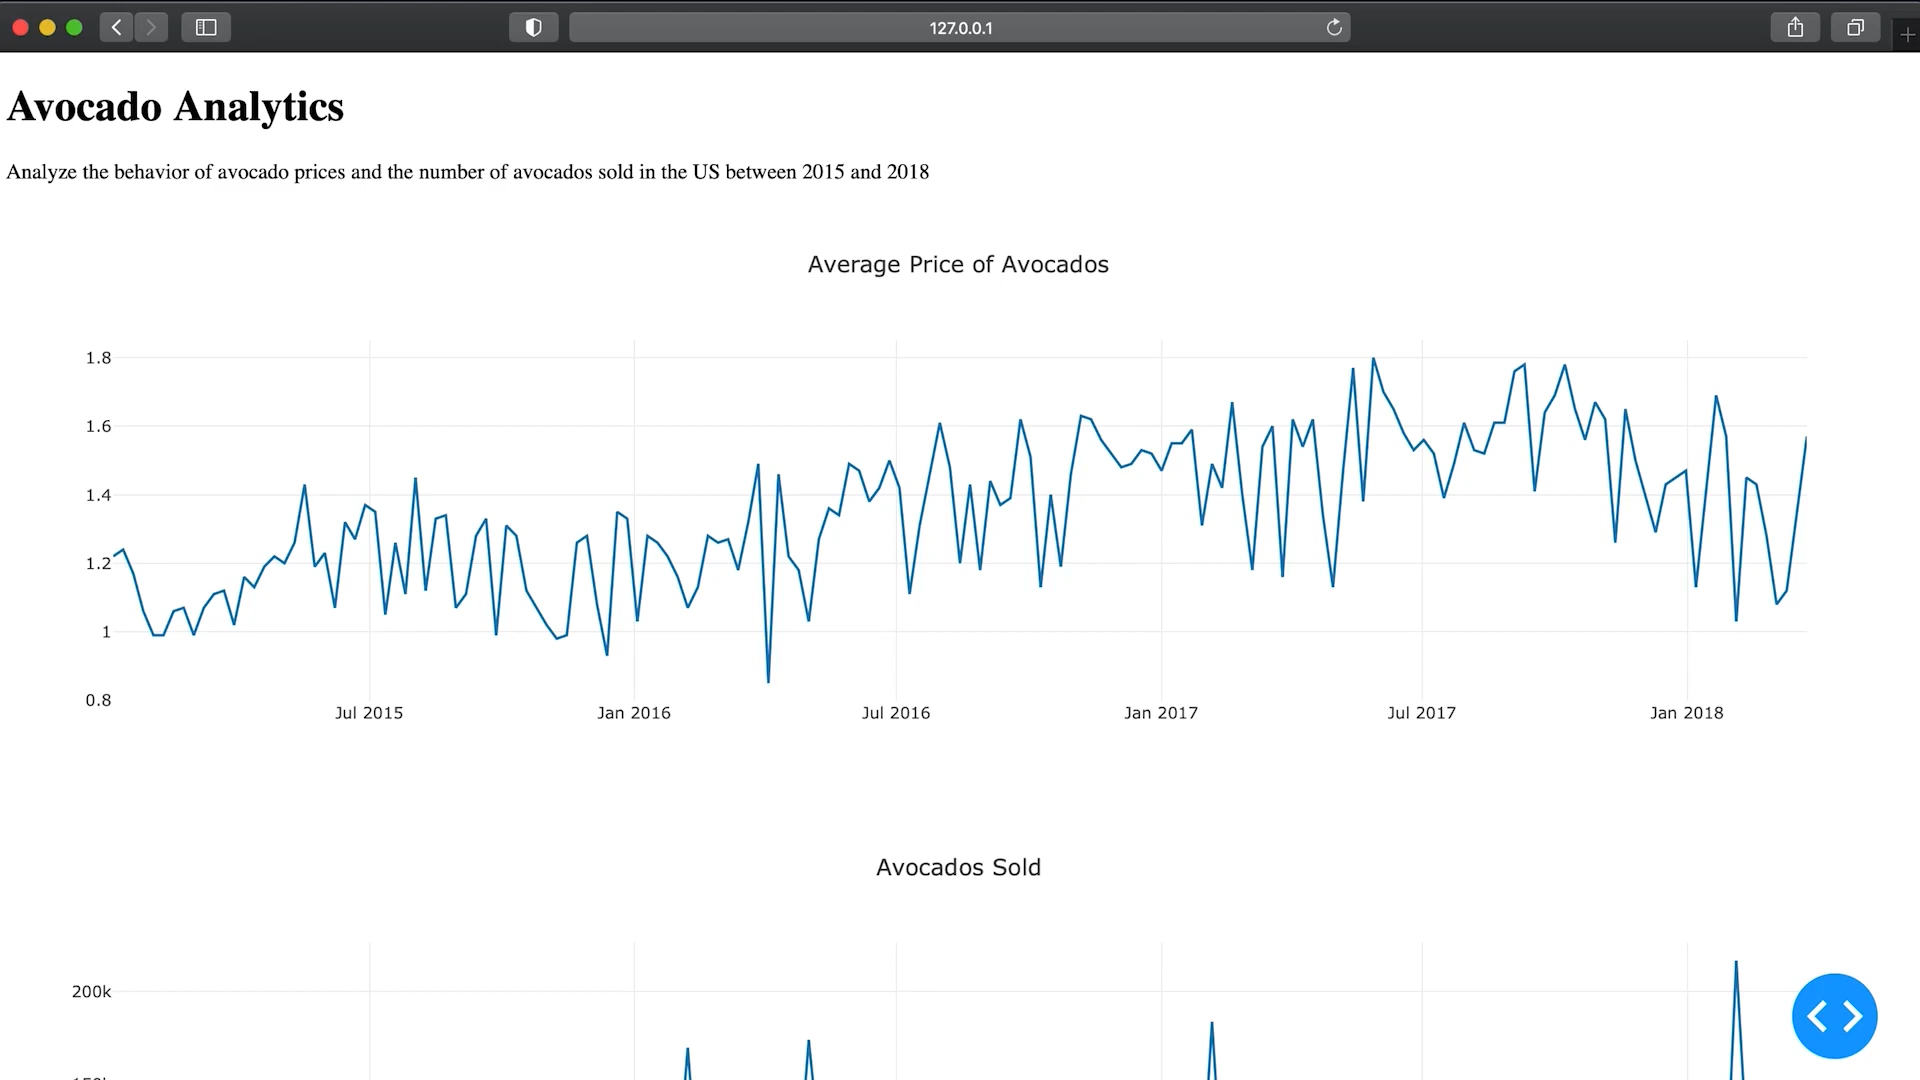 127.0.0.1
Avocado Analytics
Analyze the behavior of avocado prices and the number of avocados sold in the US between 2015 and 2018
Average Price of Avocados
1.8
1.6
1.4
1.2
1
0.8
Jul 2015 Jan 2016 Jul 2016 Jan 2017 Jul 2017 Jan 2018
Avocados Sold
200k